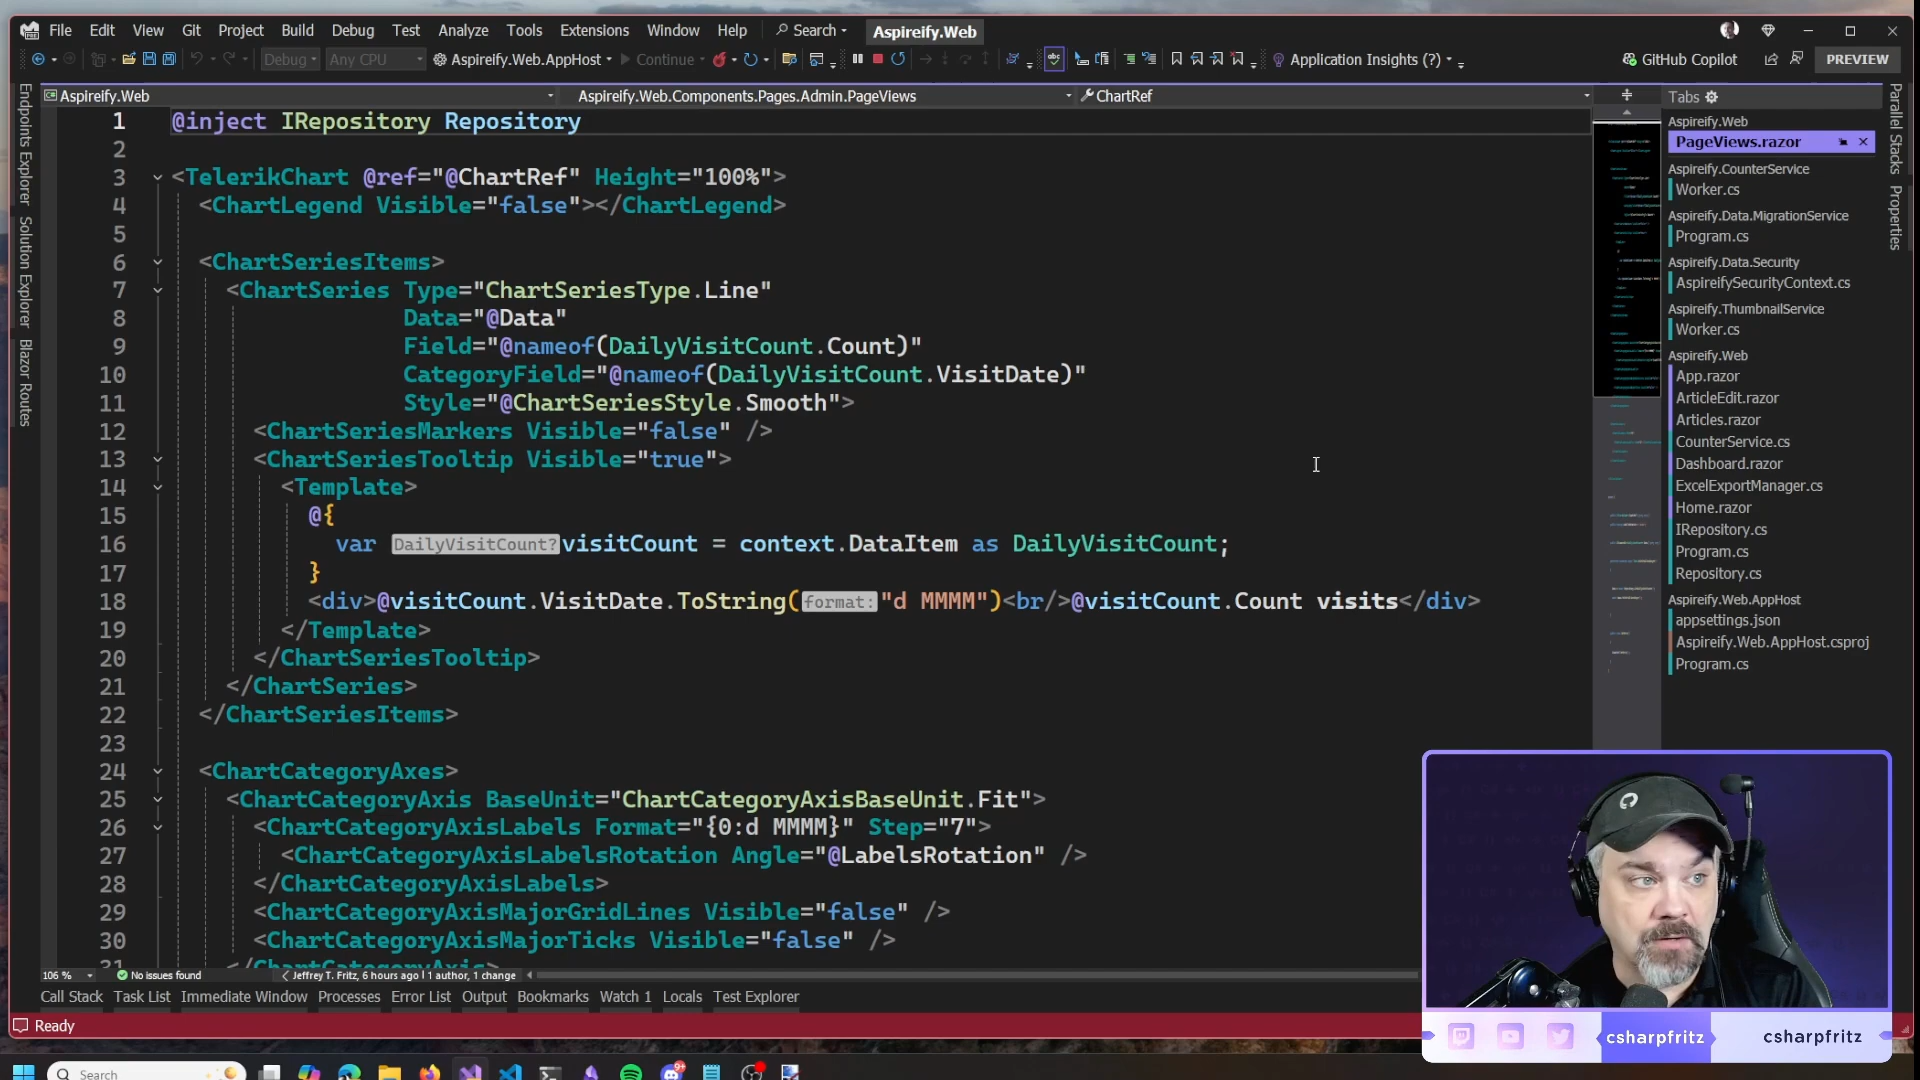 File Edit View Git Project Build Debug Test Analyze Tools Extensions Window Help Search Aspireify.Web
Debug Any CPU Aspireify.Web.AppHost Continue Application Insights (?) GitHub Copilot PREVIEW
Aspireify.Web Aspireify.Web.Components.Pages.Admin.PageViews ChartRef
1 @inject IRepository Repository
2
3 <TelerikChart @ref="@ChartRef" Height="100%">
4 <ChartLegend Visible="false"></ChartLegend>
5
6 <ChartSeriesItems>
7 <ChartSeries Type="ChartSeriesType.Line"
8 Data="@Data"
9 Field="@nameof(DailyVisitCount.Count)"
10 CategoryField="@nameof(DailyVisitCount.VisitDate)"
11 Style="@ChartSeriesStyle.Smooth">
12 <ChartSeriesMarkers Visible="false" />
13 <ChartSeriesTooltip Visible="true">
14 <Template>
15 @{
16 var DailyVisitCount? visitCount = context.DataItem as DailyVisitCount;
17 }
18 <div>@visitCount.VisitDate.ToString(format: "d MMMM")<br/>@visitCount.Count visits</div>
19 </Template>
20 </ChartSeriesTooltip>
21 </ChartSeries>
22 </ChartSeriesItems>
23
24 <ChartCategoryAxes>
25 <ChartCategoryAxis BaseUnit="ChartCategoryAxisBaseUnit.Fit">
26 <ChartCategoryAxisLabels Format="{0:d MMMM}" Step="7">
27 <ChartCategoryAxisLabelsRotation Angle="@LabelsRotation" />
28 </ChartCategoryAxisLabels>
29 <ChartCategoryAxisMajorGridLines Visible="false" />
30 <ChartCategoryAxisMajorTicks Visible="false" />
31 </ChartCategoryAxis>
Endpoints Explorer
Solution Explorer
Blazor Routes
Tabs
Aspireify.Web
PageViews.razor
Aspireify.CounterService
Worker.cs
Aspireify.Data.MigrationService
Program.cs
Aspireify.Data.Security
AspireifySecurityContext.cs
Aspireify.ThumbnailService
Worker.cs
Aspireify.Web
App.razor
ArticleEdit.razor
Articles.razor
CounterService.cs
Dashboard.razor
ExcelExportManager.cs
Home.razor
IRepository.cs
Program.cs
Repository.cs
Aspireify.Web.AppHost
appsettings.json
Aspireify.Web.AppHost.csproj
Program.cs
Parallel Stacks
Properties
106 % No issues found Jeffrey T. Fritz, 6 hours ago | 1 author, 1 change
Call Stack Task List Immediate Window Processes Error List Output Bookmarks Watch 1 Locals Test Explorer
Ready
csharpfritz csharpfritz
Search